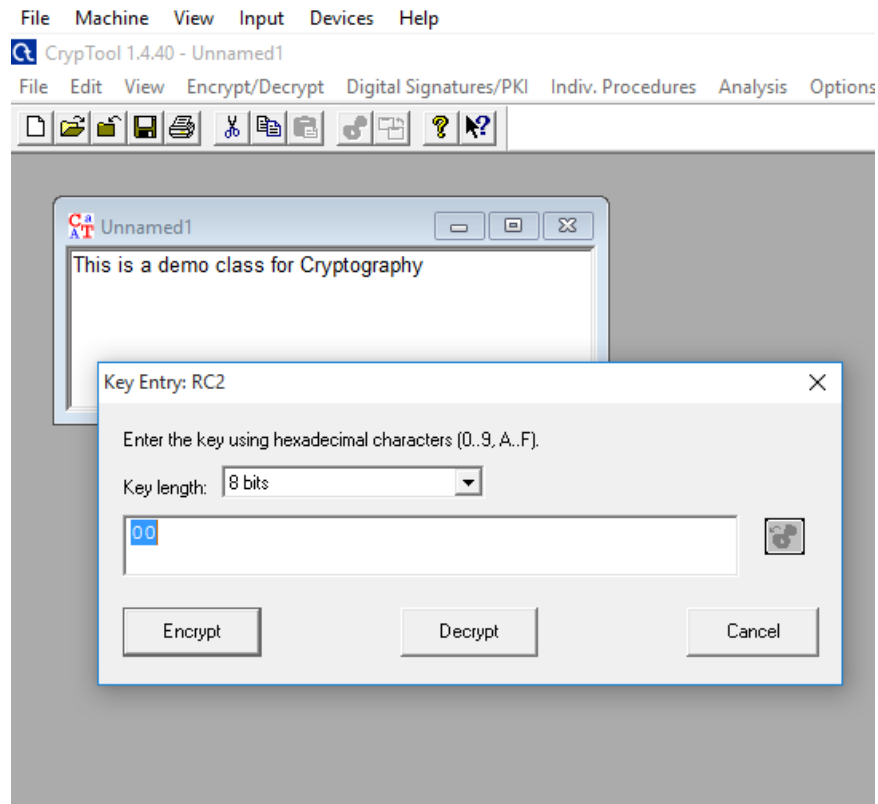 File Machine View Input Devices Help
CrypTool 1.4.40 - Unnamed1
File Edit View Encrypt/Decrypt Digital Signatures/PKI Indiv. Procedures Analysis Options
Unnamed1
This is a demo class for Cryptography
Key Entry: RC2
Enter the key using hexadecimal characters (0..9, A..F).
Key length: 8 bits
00
Encrypt Decrypt Cancel